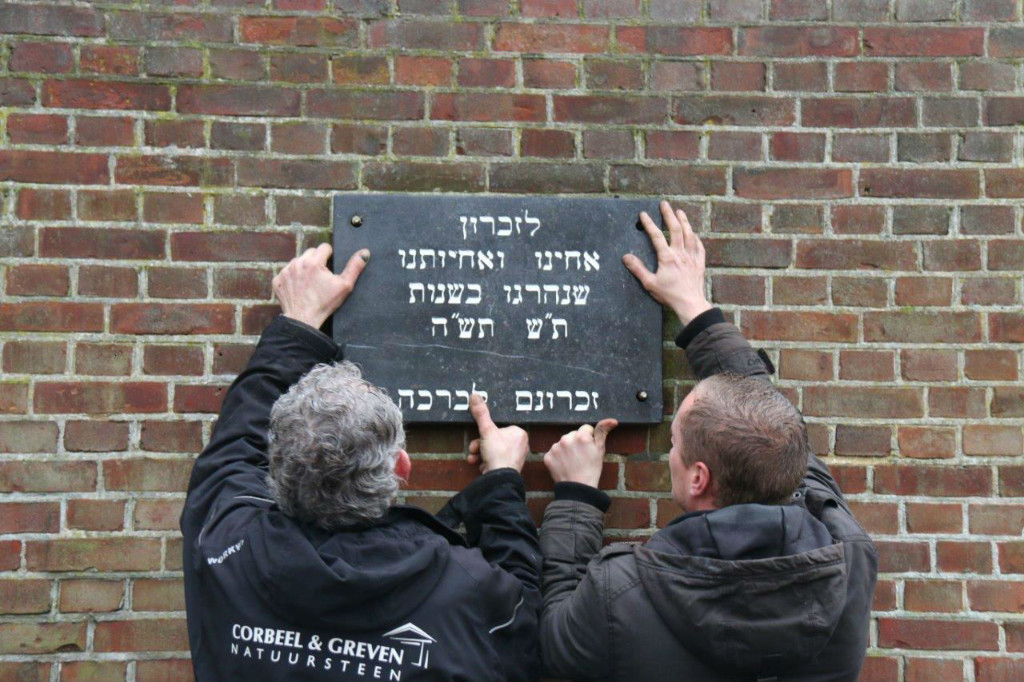 לזכרון
אחינו ואחיותנו
שנהרגו בשנות
ת״ש תש״ה
זכרונם לברכה
CORBEEL & GREVEN
NATUURSTEEN